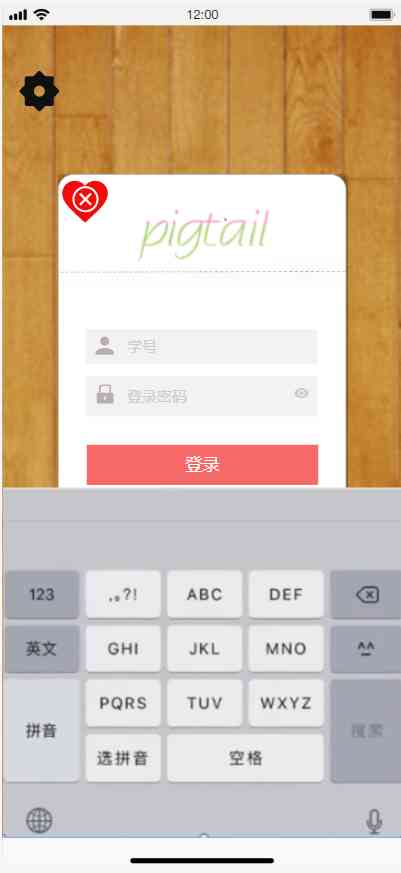 12:00
pigtail
学号
登录密码
登录
123 ,。?! ABC DEF
英文 GHI JKL MNO ^^
PQRS TUV WXYZ
拼音 搜索
选拼音 空格